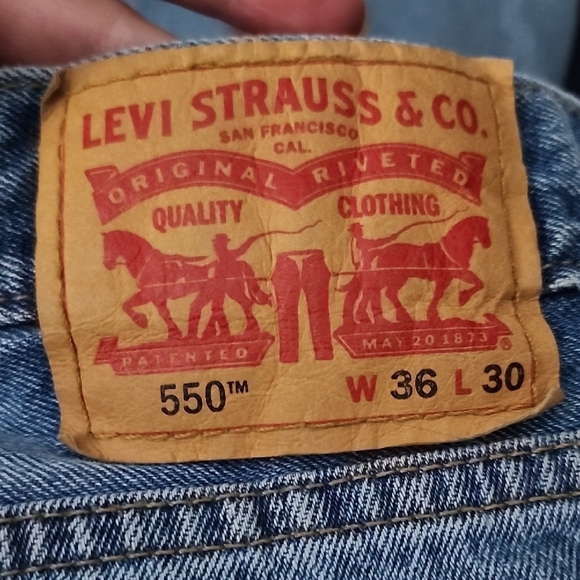 LEVI STRAUSS & CO.
SAN FRANCISCO
CAL.
ORIGINAL RIVETED
QUALITY CLOTHING
PATENTED MAY 20 1873 ®
550™ W 36 L 30